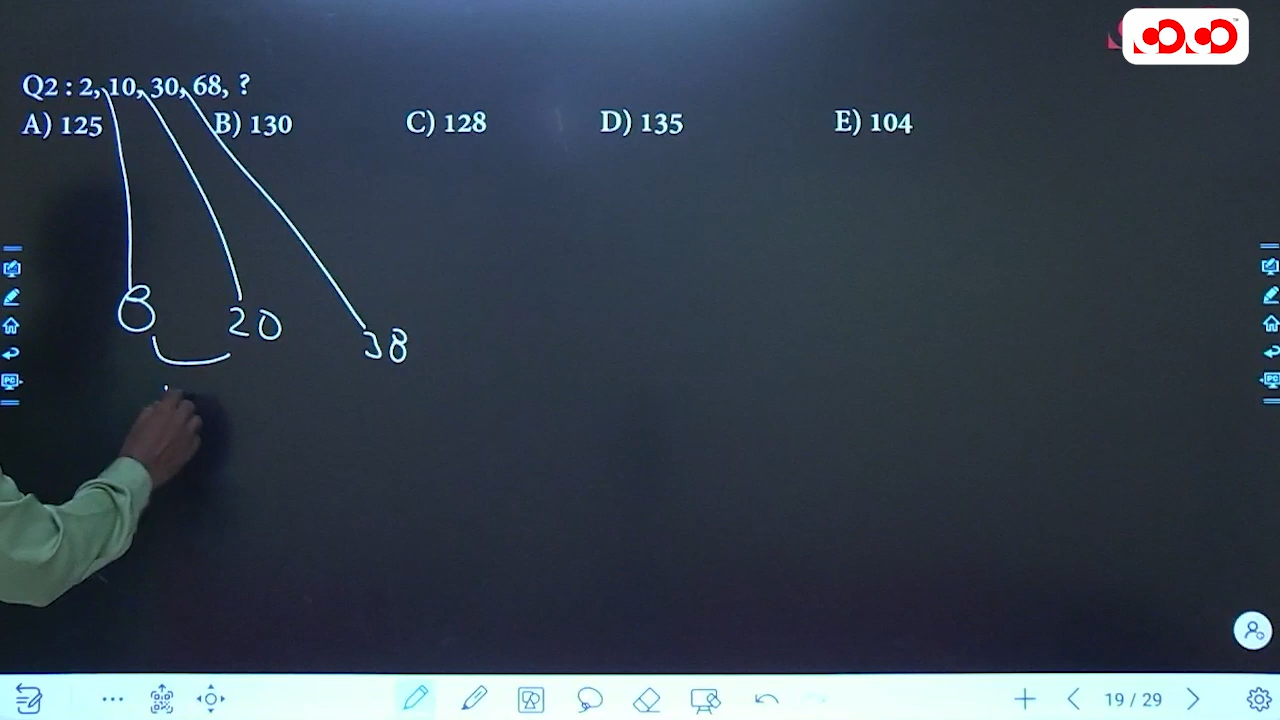 Q2 : 2, 10, 30, 68, ?
A) 125 B) 130 C) 128 D) 135 E) 104
8 20 38
19 / 29